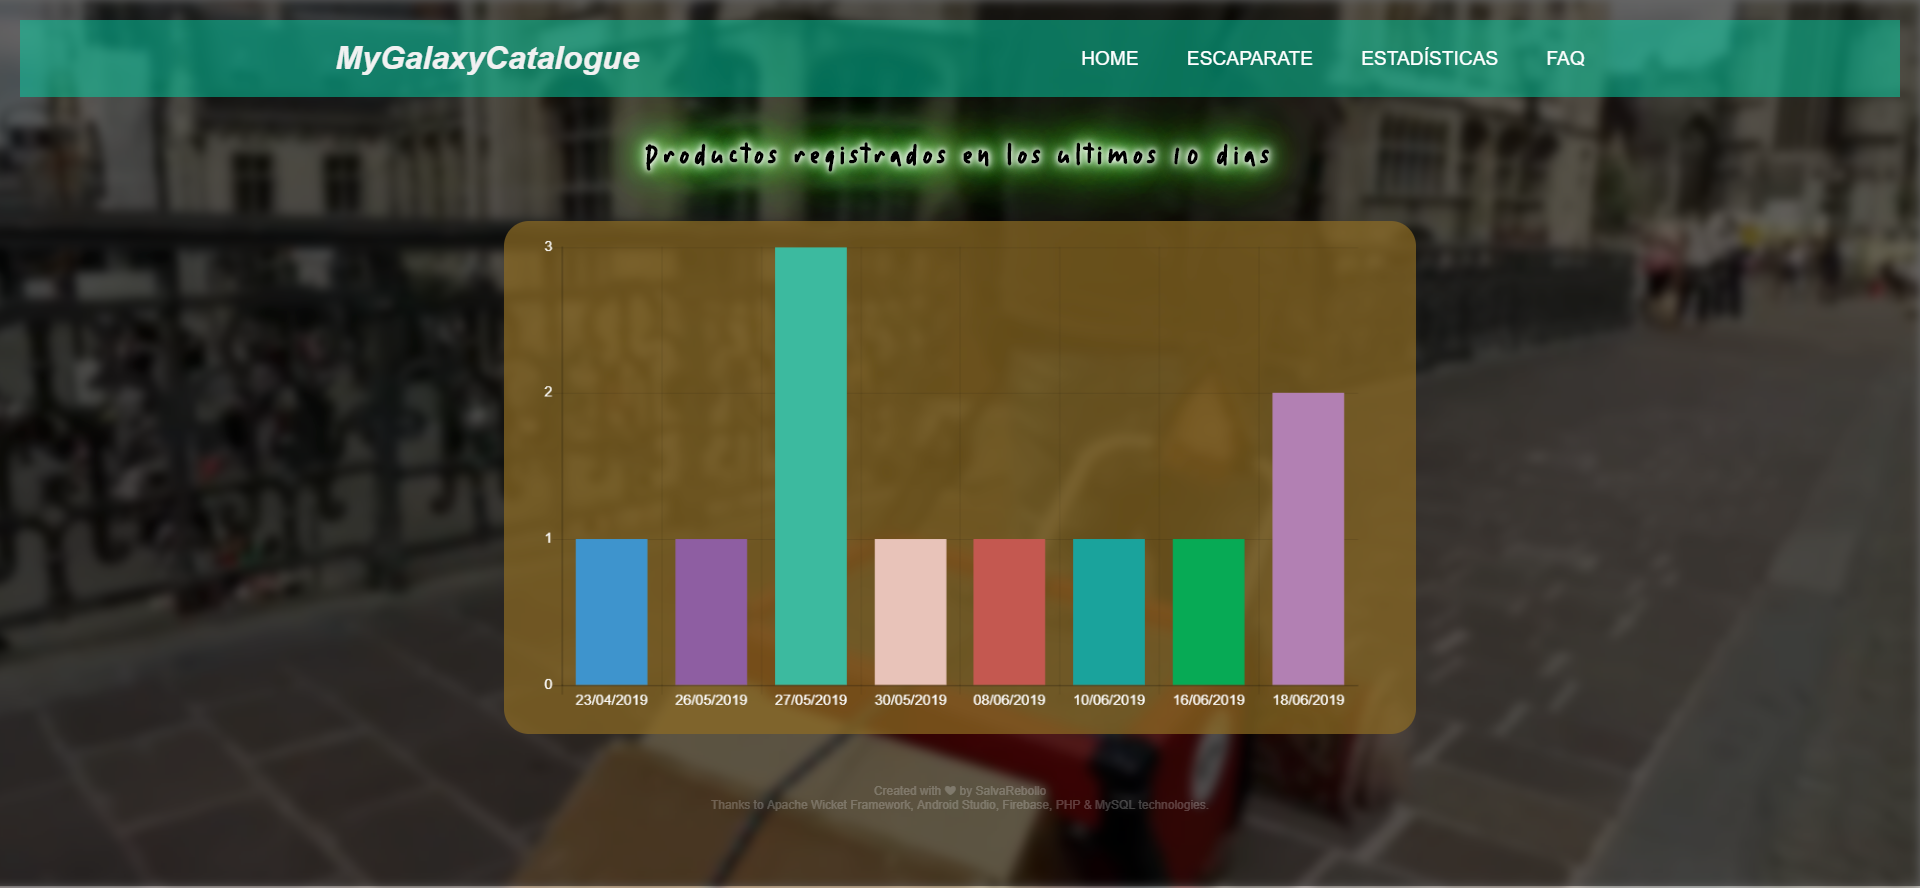 MyGalaxyCatalogue
HOME ESCAPARATE ESTADÍSTICAS FAQ
Productos registrados en los ultimos 10 dias
3
2
1
0
23/04/2019 26/05/2019 27/05/2019 30/05/2019 08/06/2019 10/06/2019 16/06/2019 18/06/2019
Created with ❤ by SalvaRebollo
Thanks to Apache Wicket Framework, Android Studio, Firebase, PHP & MySQL technologies.